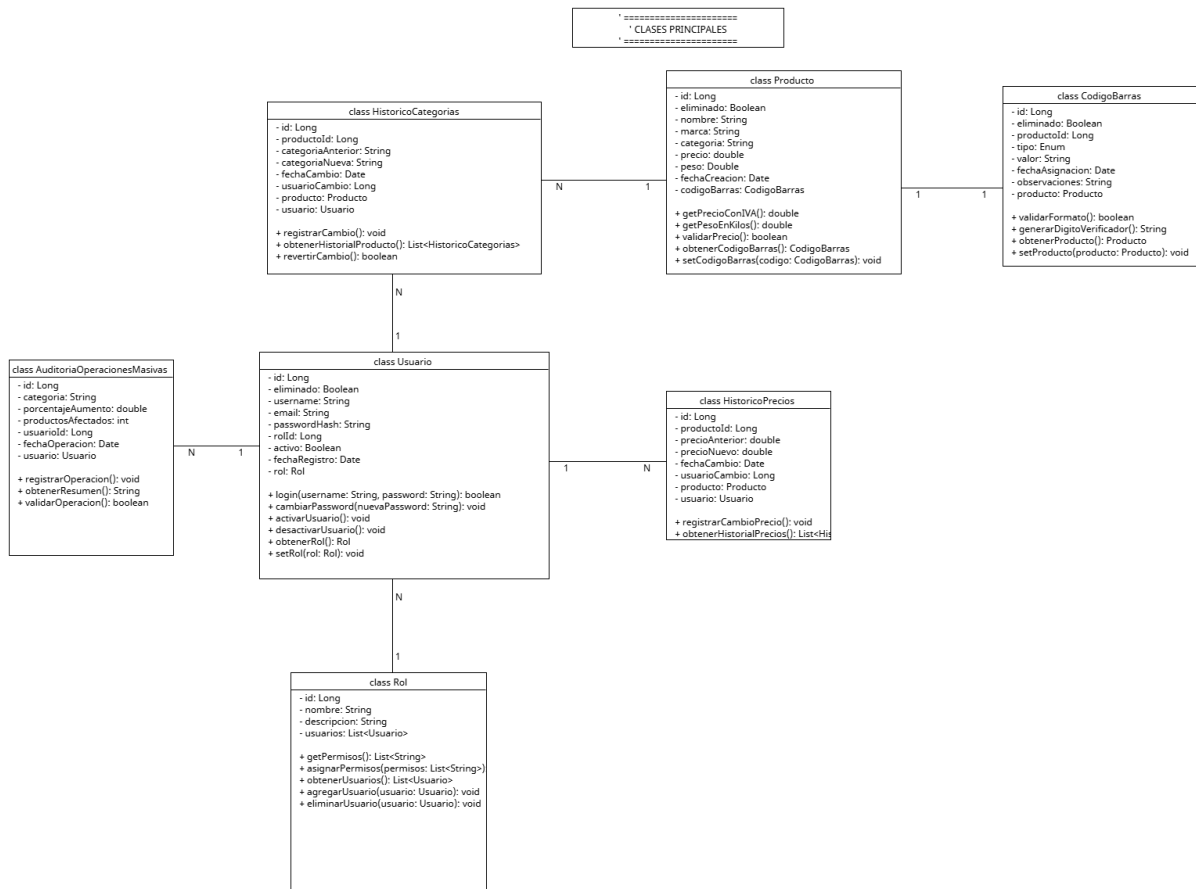 ' ======================
' CLASES PRINCIPALES
' ======================
class Producto
- id: Long
- eliminado: Boolean
- nombre: String
- marca: String
- categoria: String
- precio: double
- peso: Double
- fechaCreacion: Date
- codigoBarras: CodigoBarras
+ getPrecioConIVA(): double
+ getPesoEnKilos(): double
+ validarPrecio(): boolean
+ obtenerCodigoBarras(): CodigoBarras
+ setCodigoBarras(codigo: CodigoBarras): void
class CodigoBarras
- id: Long
- eliminado: Boolean
- productoId: Long
- tipo: Enum
- valor: String
- fechaAsignacion: Date
- observaciones: String
- producto: Producto
+ validarFormato(): boolean
+ generarDigitoVerificador(): String
+ obtenerProducto(): Producto
+ setProducto(producto: Producto): void
class HistoricoCategorias
- id: Long
- productoId: Long
- categoriaAnterior: String
- categoriaNueva: String
- fechaCambio: Date
- usuarioCambio: Long
- producto: Producto
- usuario: Usuario
+ registrarCambio(): void
+ obtenerHistorialProducto(): List<HistoricoCategorias>
+ revertirCambio(): boolean
N
1
1
1
N
1
class Usuario
- id: Long
- eliminado: Boolean
- username: String
- email: String
- passwordHash: String
- rolId: Long
- activo: Boolean
- fechaRegistro: Date
- rol: Rol
+ login(username: String, password: String): boolean
+ cambiarPassword(nuevaPassword: String): void
+ activarUsuario(): void
+ desactivarUsuario(): void
+ obtenerRol(): Rol
+ setRol(rol: Rol): void
class AuditoriaOperacionesMasivas
- id: Long
- categoria: String
- porcentajeAumento: double
- productosAfectados: int
- usuarioId: Long
- fechaOperacion: Date
- usuario: Usuario
+ registrarOperacion(): void
+ obtenerResumen(): String
+ validarOperacion(): boolean
N
1
class HistoricoPrecios
- id: Long
- productoId: Long
- precioAnterior: double
- precioNuevo: double
- fechaCambio: Date
- usuarioCambio: Long
- producto: Producto
- usuario: Usuario
+ registrarCambioPrecio(): void
+ obtenerHistorialPrecios(): List<His
1
N
N
1
class Rol
- id: Long
- nombre: String
- descripcion: String
- usuarios: List<Usuario>
+ getPermisos(): List<String>
+ asignarPermisos(permisos: List<String>)
+ obtenerUsuarios(): List<Usuario>
+ agregarUsuario(usuario: Usuario): void
+ eliminarUsuario(usuario: Usuario): void